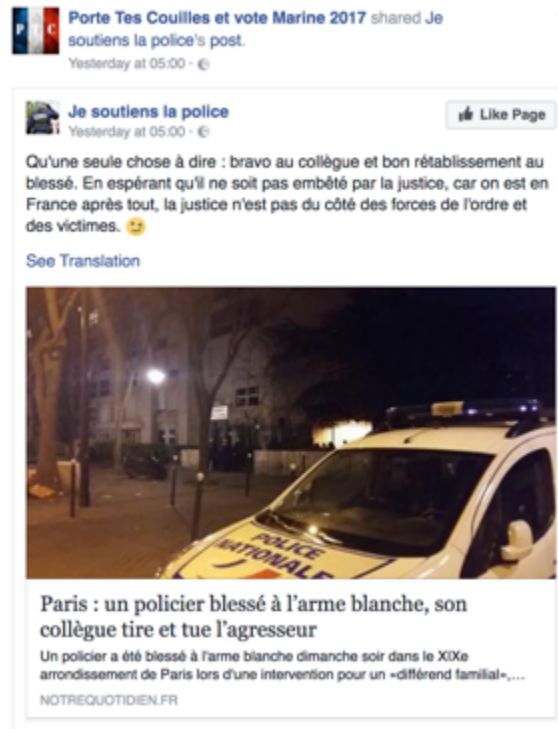 PTC
Porte Tes Couilles et vote Marine 2017 shared Je
soutiens la police's post.
Yesterday at 05:00 ·
Je soutiens la police
Yesterday at 05:00 ·
Like Page
Qu'une seule chose à dire : bravo au collègue et bon rétablissement au
blessé. En espérant qu'il ne soit pas embêté par la justice, car on est en
France après tout, la justice n'est pas du côté des forces de l'ordre et
des victimes. 😉
See Translation
POLICE
NATIONALE
Paris : un policier blessé à l'arme blanche, son
collègue tire et tue l'agresseur
Un policier a été blessé à l'arme blanche dimanche soir dans le XIXe
arrondissement de Paris lors d'une intervention pour un «différend familial»,...
NOTREQUOTIDIEN.FR